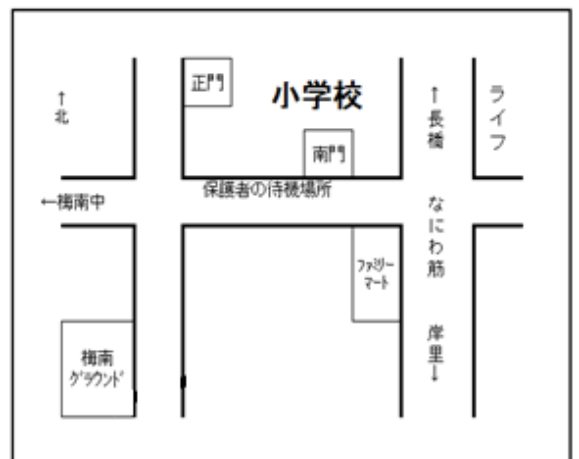 正門
小学校
↑
北
↑長橋
ライフ
南門
保護者の待機場所
←梅南中
なにわ筋
ファミリー
マート
岸里↓
梅南
グラウンド